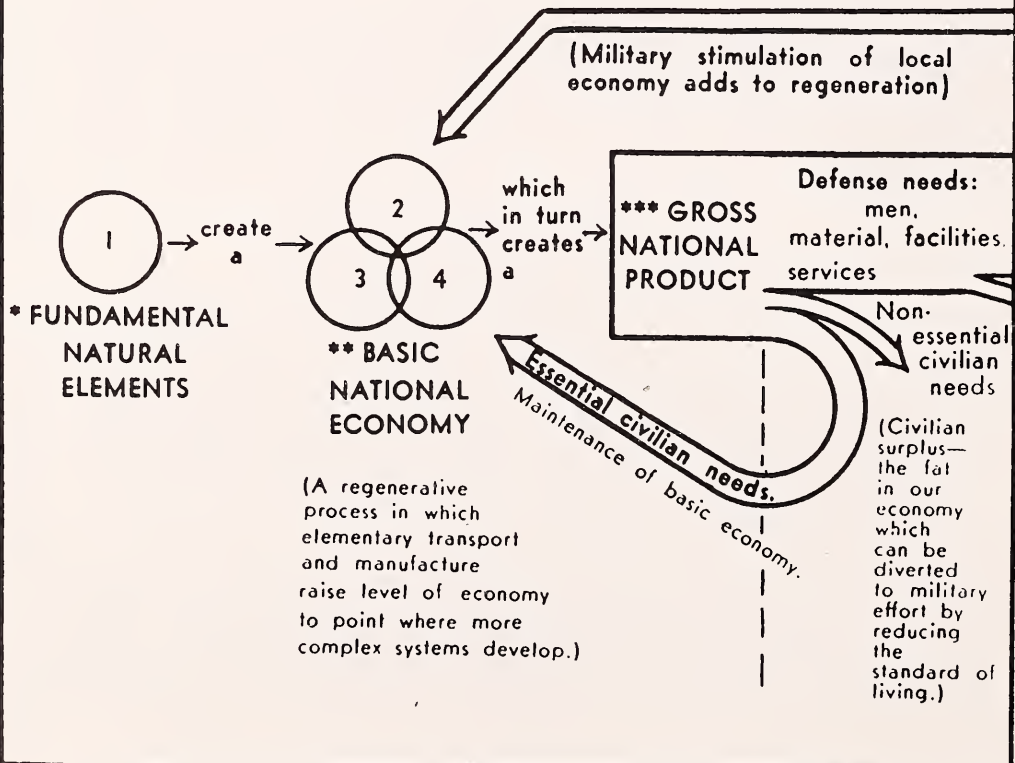 (Military stimulation of local
economy adds to regeneration)
1
create
a
* FUNDAMENTAL
NATURAL
ELEMENTS
2
3
4
** BASIC
NATIONAL
ECONOMY
(A regenerative
process in which
elementary transport
and manufacture
raise level of economy
to point where more
complex systems develop.)
which
in turn
creates
a
*** GROSS
NATIONAL
PRODUCT
Defense needs:
men,
material, facilities.
services
Essential civilian needs.
Maintenance of basic economy.
Non-
essential
civilian
needs
(Civilian
surplus—
the fat
in our
economy
which
can be
diverted
to military
effort by
reducing
the
standard of
living.)